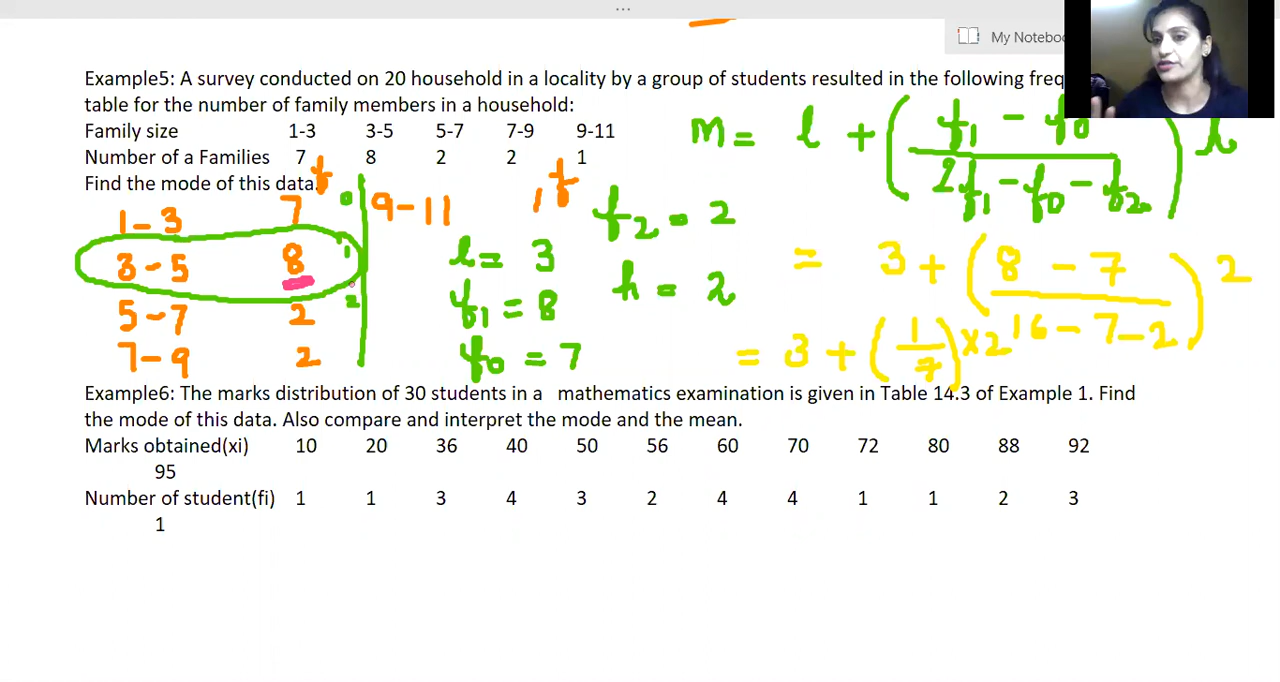 ...
My Notebo
Example5: A survey conducted on 20 household in a locality by a group of students resulted in the following freq
table for the number of family members in a household:
Family size 1-3 3-5 5-7 7-9 9-11
Number of a Families 7 8 2 2 1
Find the mode of this data.
f
1-3 7 0
3-5 8 1
5-7 2 2
7-9 2
f
9-11 1
l = 3
f₁ = 8
f₀ = 7
f₂ = 2
h = 2
m = l + (f₁ - f₀ / 2f₁ - f₀ - f₂) h
= 3 + (8 - 7 / 16 - 7 - 2) 2
= 3 + (1/7) × 2
Example6: The marks distribution of 30 students in a mathematics examination is given in Table 14.3 of Example 1. Find
the mode of this data. Also compare and interpret the mode and the mean.
Marks obtained(xi) 10 20 36 40 50 56 60 70 72 80 88 92
95
Number of student(fi) 1 1 3 4 3 2 4 4 1 1 2 3
1